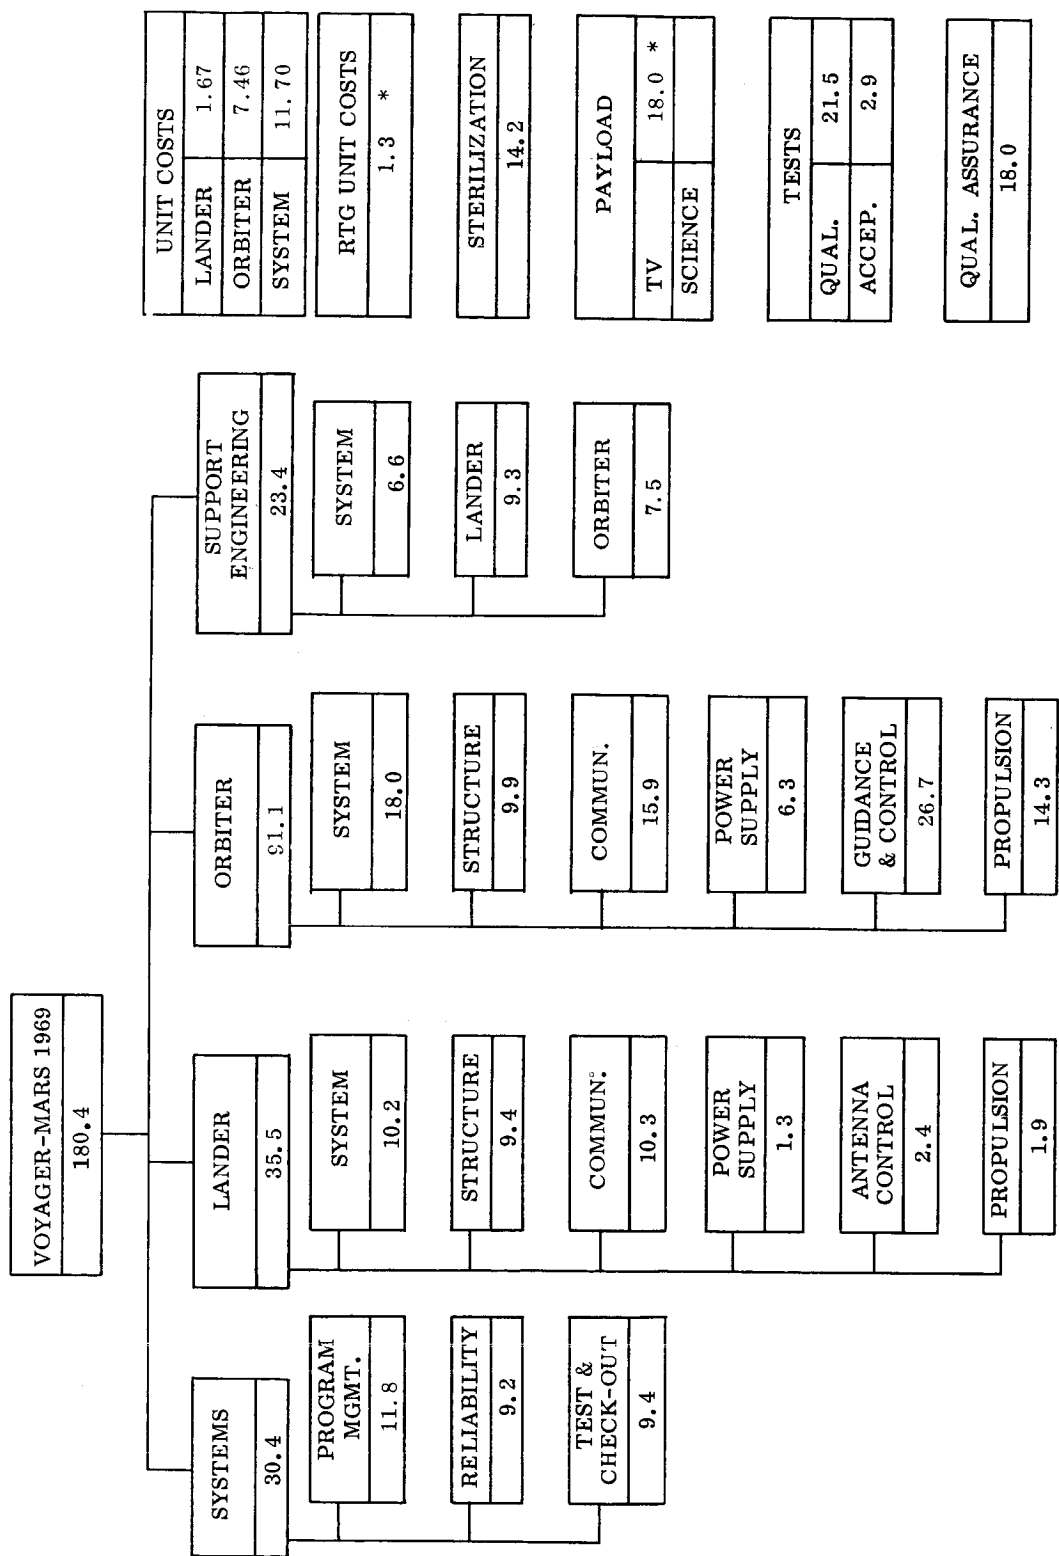 VOYAGER-MARS 1969
180.4
SYSTEMS
30.4
PROGRAM
MGMT.
11.8
RELIABILITY
9.2
TEST &
CHECK-OUT
9.4
LANDER
35.5
SYSTEM
10.2
STRUCTURE
9.4
COMMUN.
10.3
POWER
SUPPLY
1.3
ANTENNA
CONTROL
2.4
PROPULSION
1.9
ORBITER
91.1
SYSTEM
18.0
STRUCTURE
9.9
COMMUN.
15.9
POWER
SUPPLY
6.3
GUIDANCE
& CONTROL
26.7
PROPULSION
14.3
SUPPORT
ENGINEERING
23.4
SYSTEM
6.6
LANDER
9.3
ORBITER
7.5
UNIT COSTS
LANDER 1.67
ORBITER 7.46
SYSTEM 11.70
RTG UNIT COSTS
1.3 *
STERILIZATION
14.2
PAYLOAD
TV 18.0 *
SCIENCE
TESTS
QUAL. 21.5
ACCEP. 2.9
QUAL. ASSURANCE
18.0